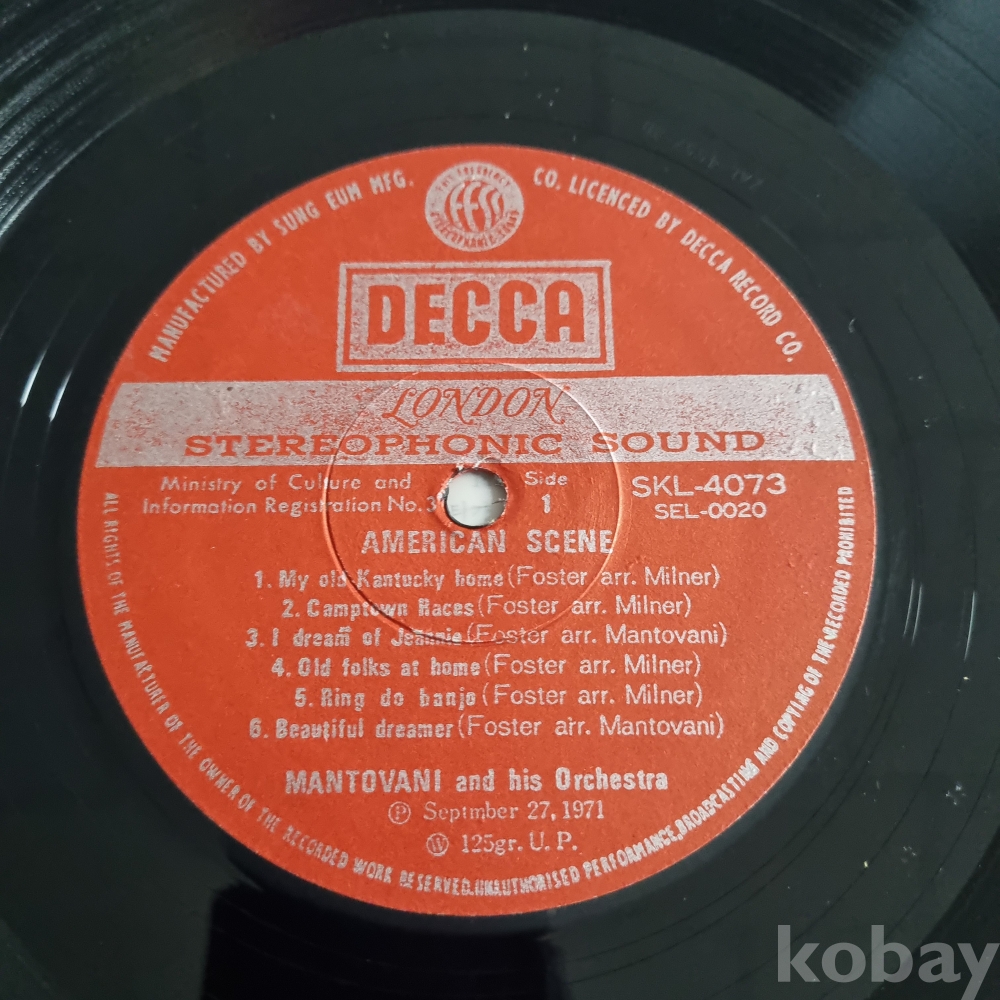 MANUFACTURED BY SUNG EUM MFG. CO. LICENCED BY DECCA RECORD CO.
FFSS
DECCA
LONDON
STEREOPHONIC SOUND
Ministry of Culture and
Information Registration No.3
Side
1
SKL-4073
SEL-0020
AMERICAN SCENE
1. My old Kantucky home (Foster arr. Milner)
2. Camptown Races (Foster arr. Milner)
3. I dream of Jeannie (Foster arr. Mantovani)
4. Old folks at home (Foster arr. Milner)
5. Ring do banjo (Foster arr. Milner)
6. Beautiful dreamer (Foster arr. Mantovani)
MANTOVANI and his Orchestra
Ⓟ Septmber 27, 1971
Ⓦ 125gr. U. P.
ALL RIGHTS OF THE MANUFACTURER OF THE OWNER OF THE RECORDED WORK RESERVED. UNAUTHORISED PERFORMANCE, BROADCASTING AND COPYING OF THE RECORDED PROHIBITED
kobay